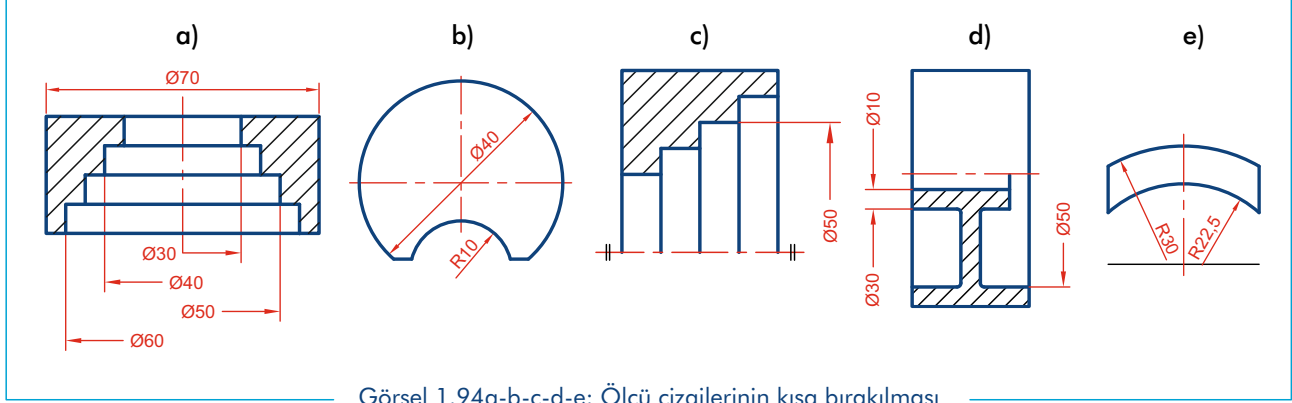 a) b) c) d) e)
Ø70
Ø30
Ø40
Ø50
Ø60
Ø40
R10
Ø50
Ø10
Ø30
Ø50
R30
R22,5
Görsel 1.94a-b-c-d-e: Ölçü çizgilerinin kısa bırakılması